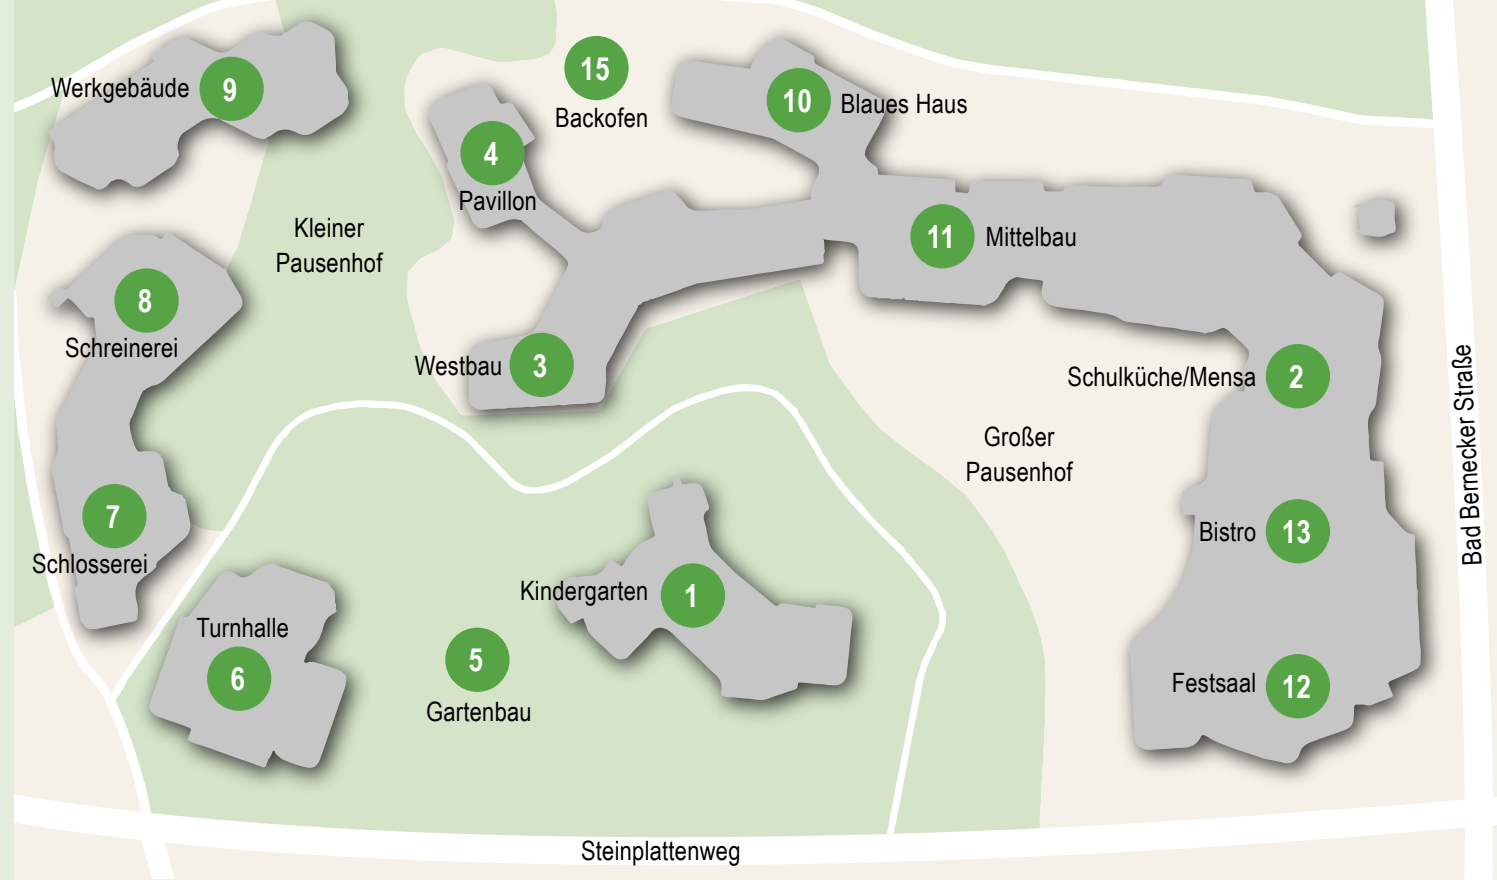 15
Backofen
Werkgebäude 9
10 Blaues Haus
4
Pavillon
Kleiner
Pausenhof
11 Mittelbau
8
Schreinerei
Westbau 3
Schulküche/Mensa 2
Großer
Pausenhof
7
Schlosserei
Bistro 13
Kindergarten 1
Turnhalle
6
5
Gartenbau
Festsaal 12
Bad Bernecker Straße
Steinplattenweg